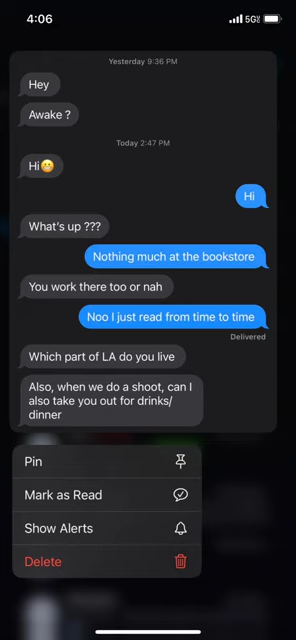 4:06
5G
Yesterday 9:36 PM
Hey
Awake ?
Today 2:47 PM
Hi😁
Hi
What's up ???
Nothing much at the bookstore
You work there too or nah
Noo I just read from time to time
Delivered
Which part of LA do you live
Also, when we do a shoot, can I
also take you out for drinks/
dinner
Pin
Mark as Read
Show Alerts
Delete